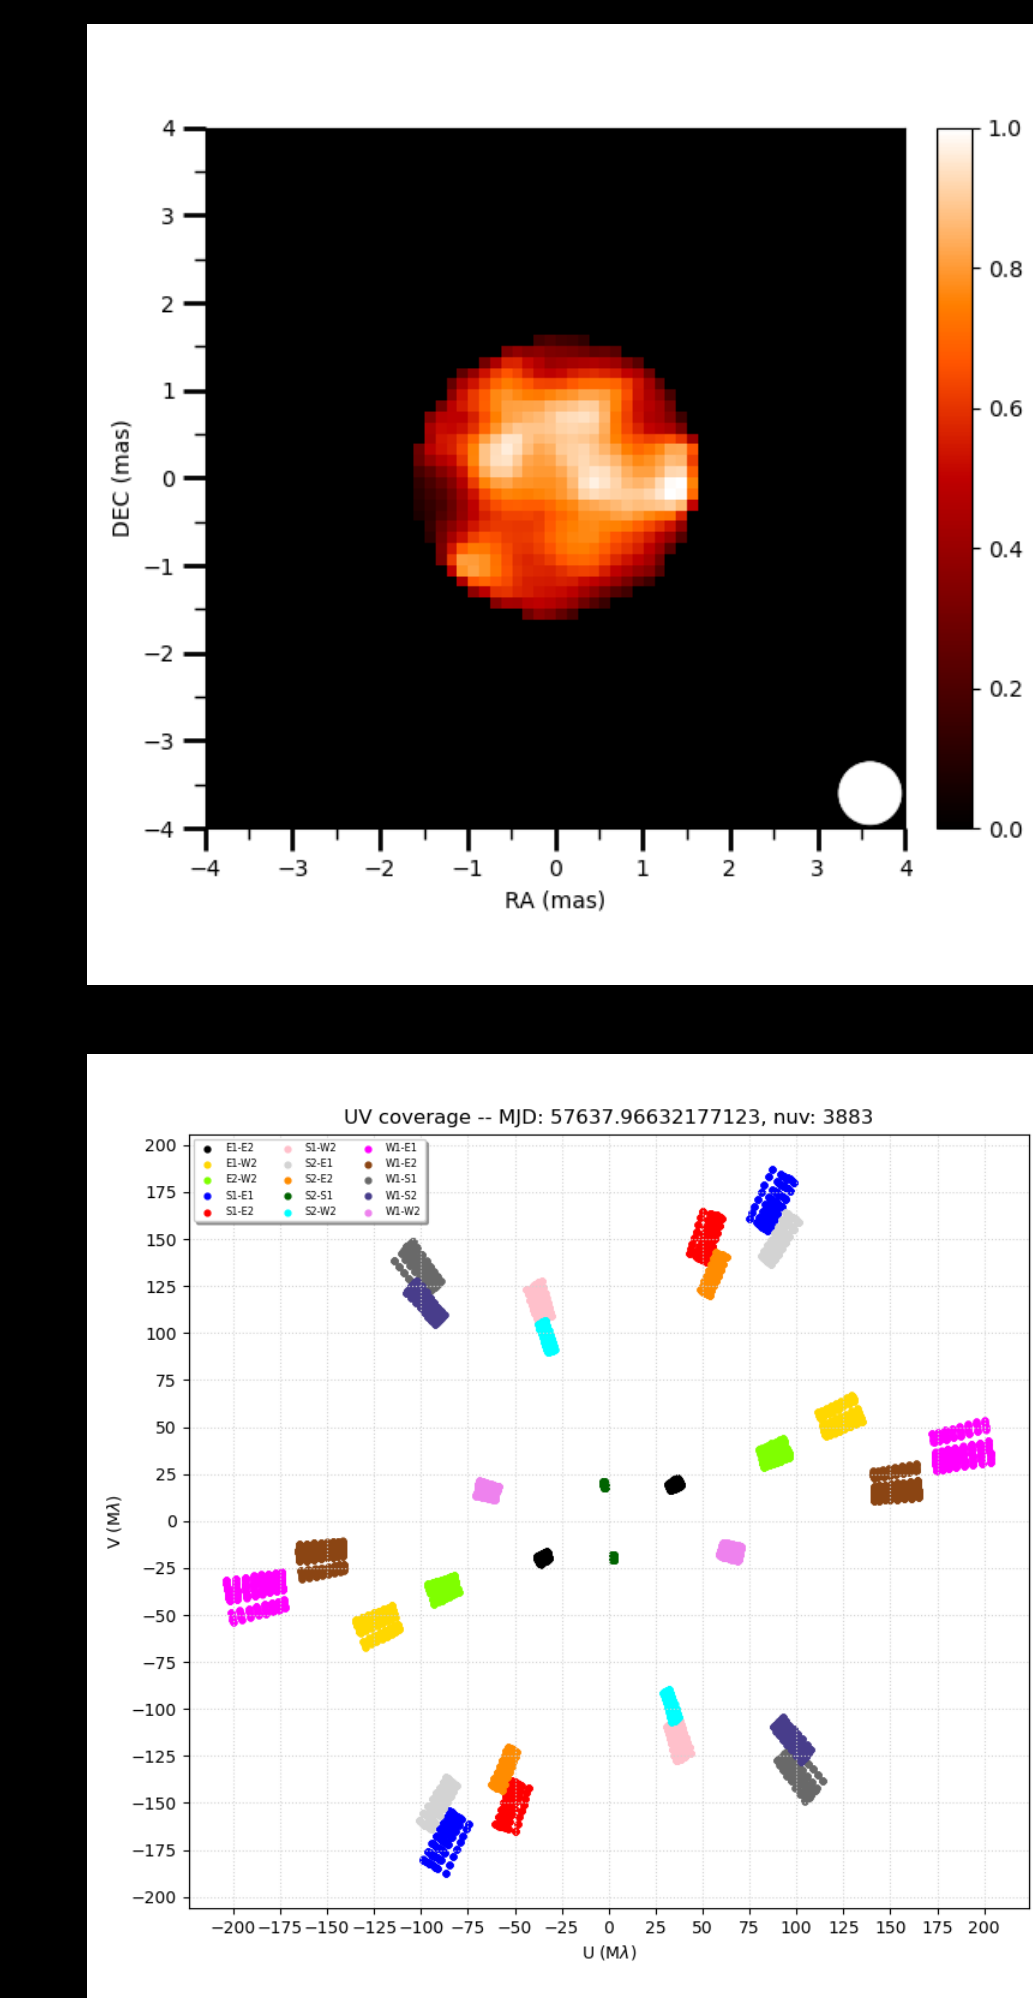 4
3
2
1
0
−1
−2
−3
−4
DEC (mas)
−4 −3 −2 −1 0 1 2 3 4
RA (mas)
1.0
0.8
0.6
0.4
0.2
0.0
UV coverage -- MJD: 57637.96632177123, nuv: 3883
E1-E2 S1-W2 W1-E1
E1-W2 S2-E1 W1-E2
E2-W2 S2-E2 W1-S1
S1-E1 S2-S1 W1-S2
S1-E2 S2-W2 W1-W2
200
175
150
125
100
75
50
25
0
−25
−50
−75
−100
−125
−150
−175
−200
V (Mλ)
−200 −175 −150 −125 −100 −75 −50 −25 0 25 50 75 100 125 150 175 200
U (Mλ)